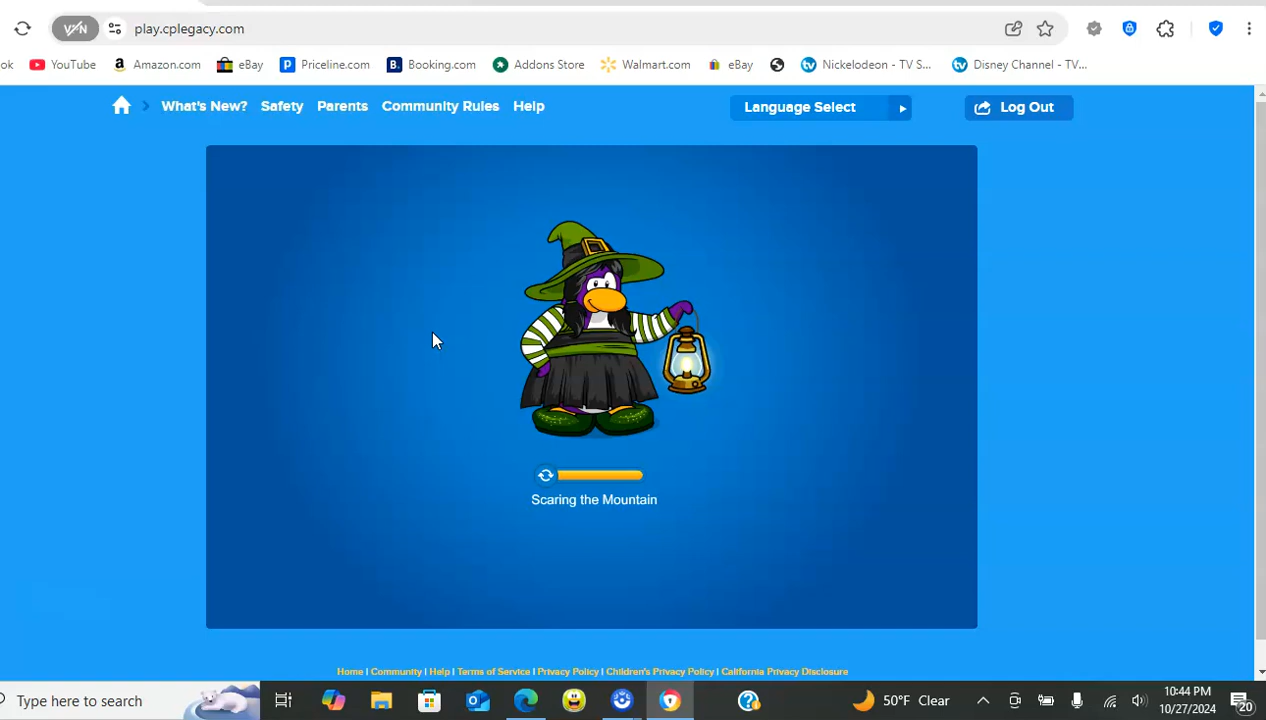 VPN play.cplegacy.com
ok YouTube Amazon.com eBay Priceline.com Booking.com Addons Store Walmart.com eBay Nickelodeon - TV S... Disney Channel - TV...
What's New? Safety Parents Community Rules Help Language Select Log Out
Scaring the Mountain
Home | Community | Help | Terms of Service | Privacy Policy | Children's Privacy Policy | California Privacy Disclosure
Type here to search 50°F Clear 10:44 PM
10/27/2024 20